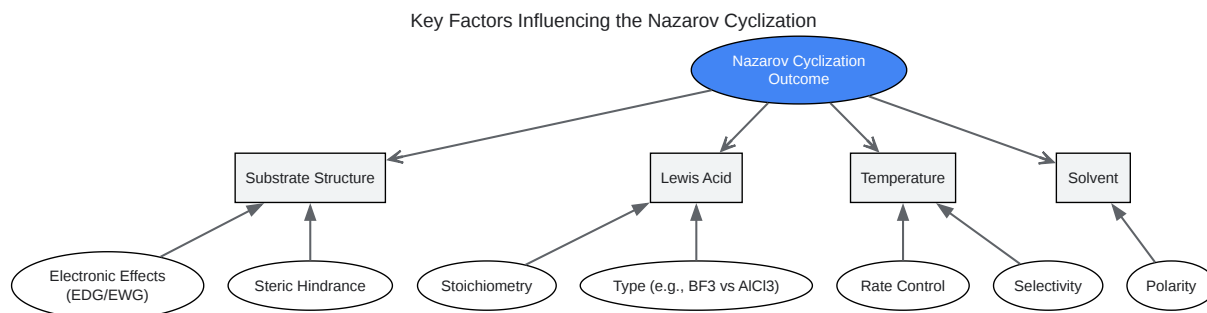 Key Factors Influencing the Nazarov Cyclization
Nazarov Cyclization
Outcome
Substrate Structure
Lewis Acid
Temperature
Solvent
Electronic Effects
(EDG/EWG)
Steric Hindrance
Stoichiometry
Type (e.g., BF3 vs AlCl3)
Rate Control
Selectivity
Polarity